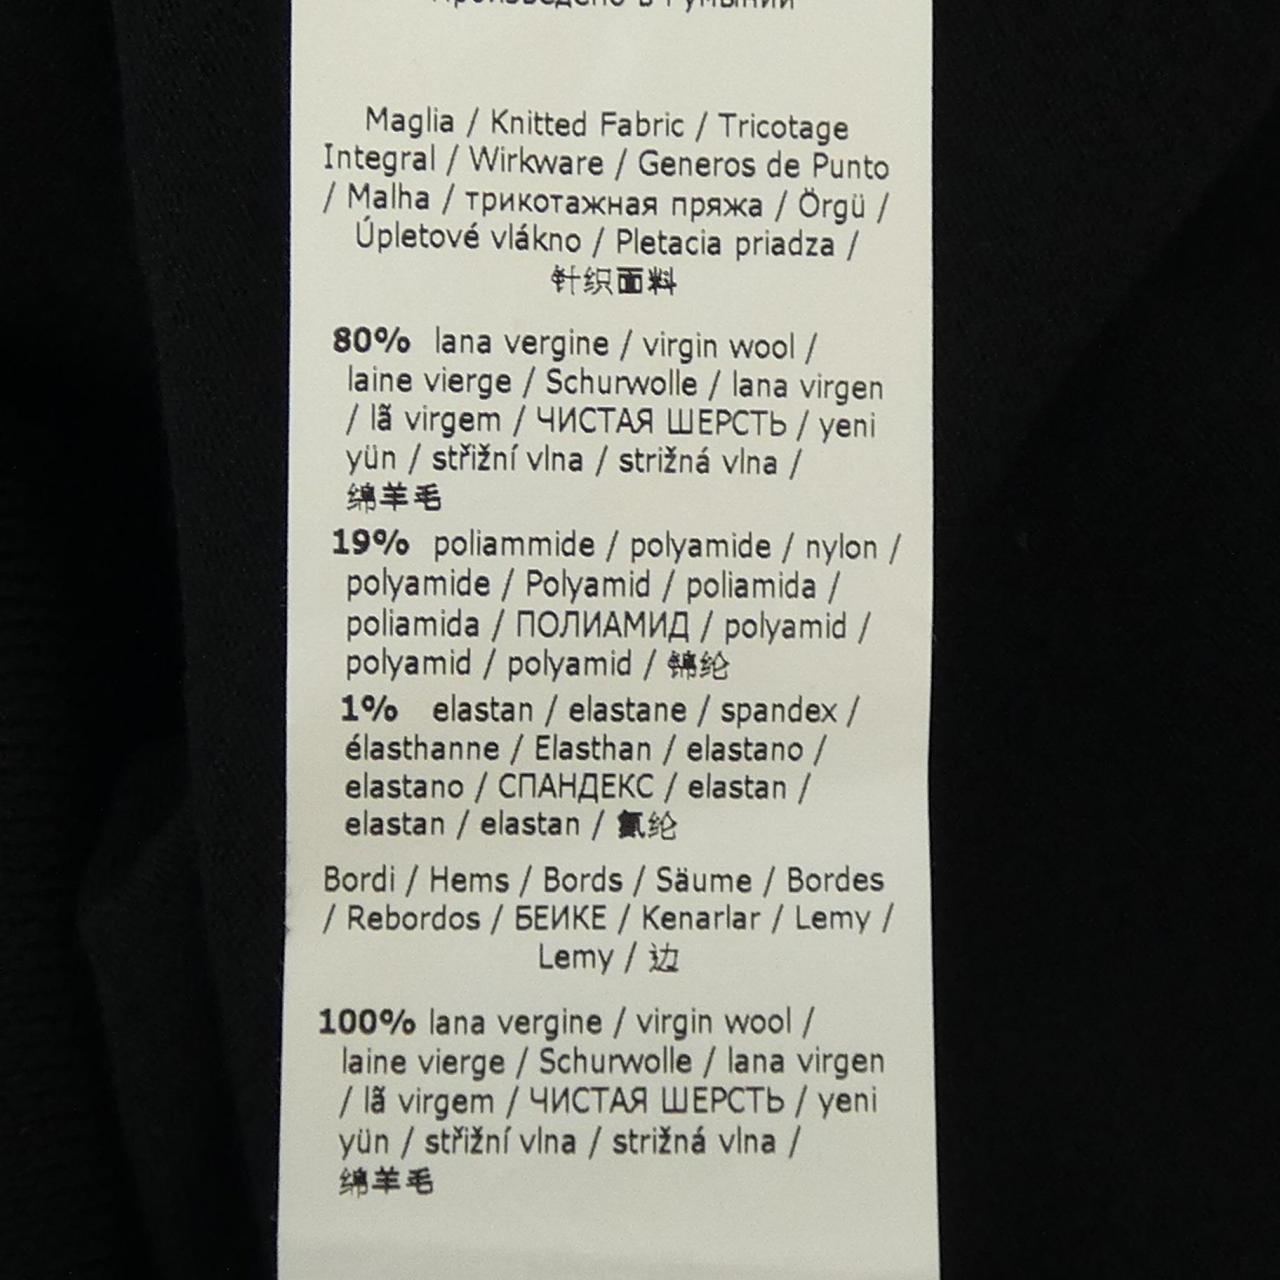 Произведено в Румынии
Maglia / Knitted Fabric / Tricotage
Integral / Wirkware / Generos de Punto
/ Malha / трикотажная пряжа / Örgü /
Úpletové vlákno / Pletacia priadza /
针织面料
80% lana vergine / virgin wool /
laine vierge / Schurwolle / lana virgen
/ lã virgem / ЧИСТАЯ ШЕРСТЬ / yeni
yün / střižní vlna / strižná vlna /
绵羊毛
19% poliammide / polyamide / nylon /
polyamide / Polyamid / poliamida /
poliamida / ПОЛИАМИД / polyamid /
polyamid / polyamid / 锦纶
1% elastan / elastane / spandex /
élasthanne / Elasthan / elastano /
elastano / СПАНДЕКС / elastan /
elastan / elastan / 氨纶
Bordi / Hems / Bords / Säume / Bordes
/ Rebordos / БЕИКЕ / Kenarlar / Lemy /
Lemy / 边
100% lana vergine / virgin wool /
laine vierge / Schurwolle / lana virgen
/ lã virgem / ЧИСТАЯ ШЕРСТЬ / yeni
yün / střižní vlna / strižná vlna /
绵羊毛